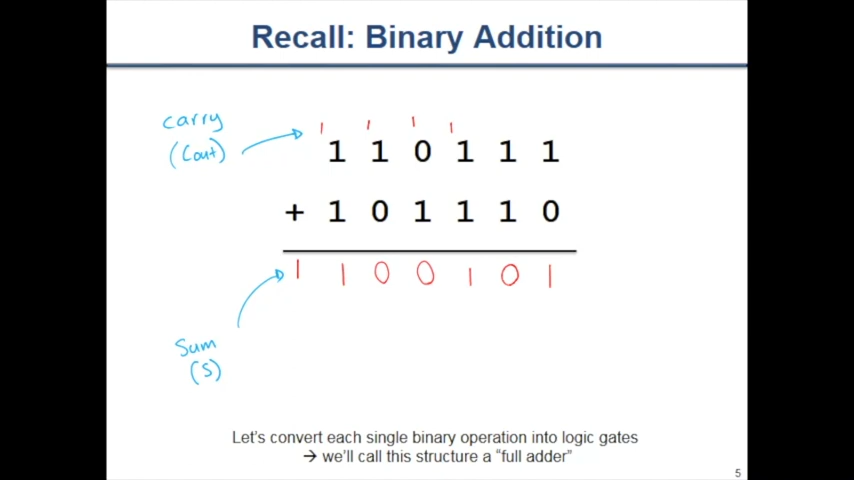 Recall: Binary Addition
carry
(Cout)
1 1 1 1
1 1 0 1 1 1
+ 1 0 1 1 1 0
1 1 0 0 1 0 1
Sum
(S)
Let's convert each single binary operation into logic gates
→ we'll call this structure a "full adder"
5